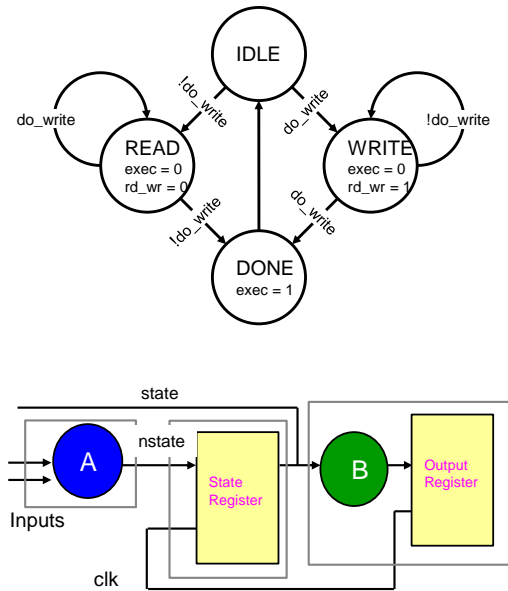 IDLE
!do_write
do_write
do_write
!do_write
READ
exec = 0
rd_wr = 0
WRITE
exec = 0
rd_wr = 1
!do_write
do_write
DONE
exec = 1
state
nstate
A
B
State
Register
Output
Register
Inputs
clk